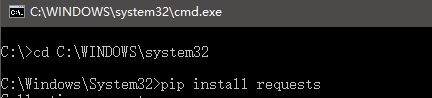 C:\WINDOWS\system32\cmd.exe
C:\>cd C:\WINDOWS\system32
C:\Windows\System32>pip install requests